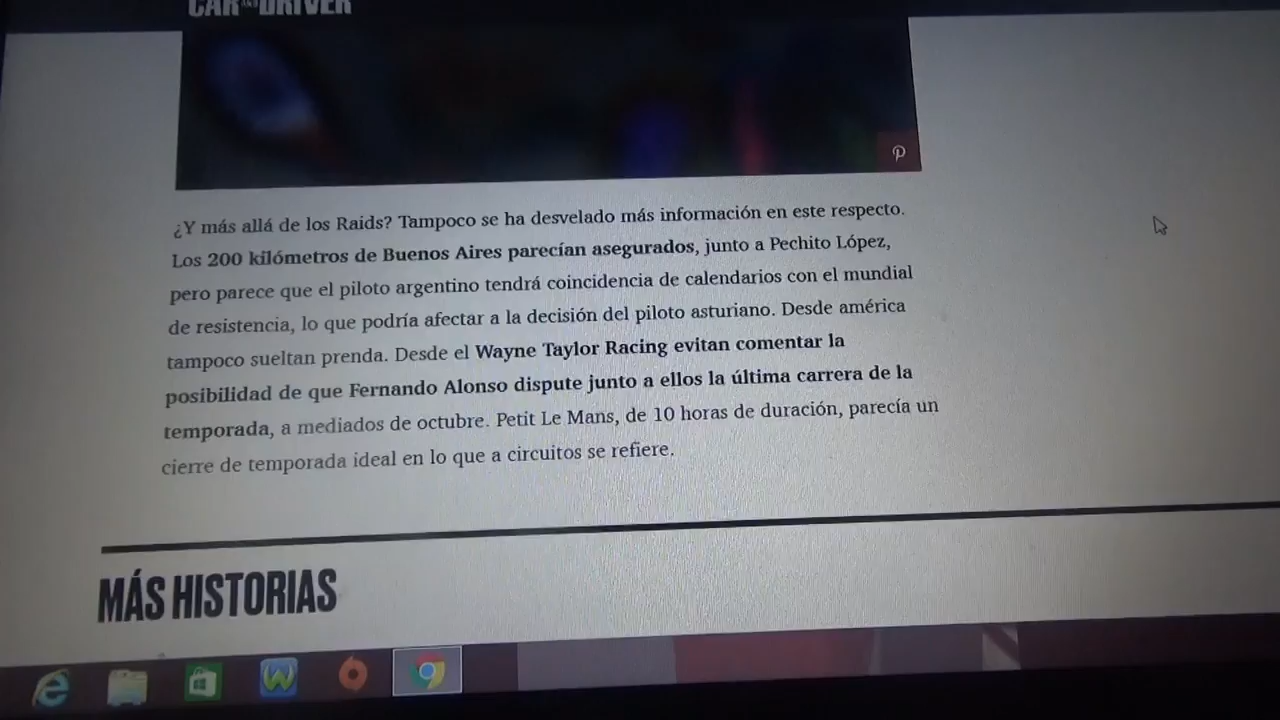 CAR AND DRIVER
¿Y más allá de los Raids? Tampoco se ha desvelado más información en este respecto.
Los 200 kilómetros de Buenos Aires parecían asegurados, junto a Pechito López,
pero parece que el piloto argentino tendrá coincidencia de calendarios con el mundial
de resistencia, lo que podría afectar a la decisión del piloto asturiano. Desde américa
tampoco sueltan prenda. Desde el Wayne Taylor Racing evitan comentar la
posibilidad de que Fernando Alonso dispute junto a ellos la última carrera de la
temporada, a mediados de octubre. Petit Le Mans, de 10 horas de duración, parecía un
cierre de temporada ideal en lo que a circuitos se refiere.
MÁS HISTORIAS